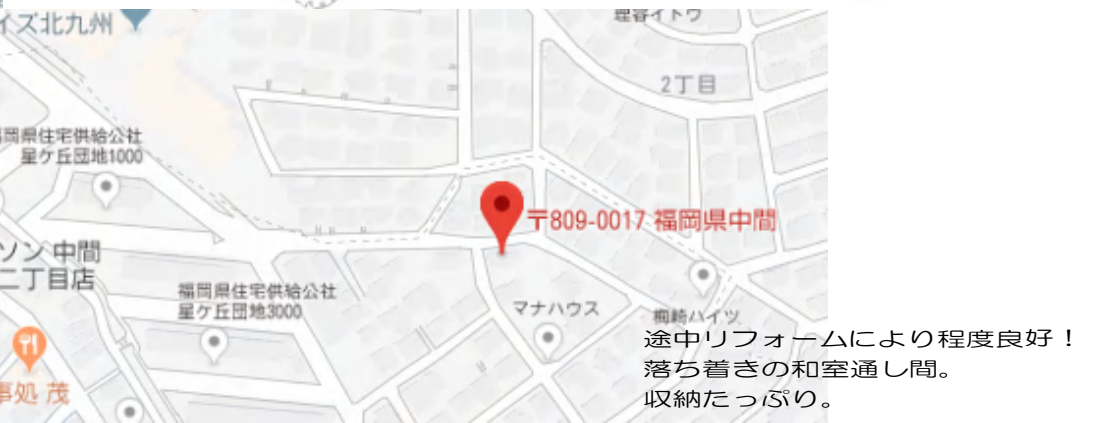 イズ北九州
理容イトウ
2丁目
岡県住宅供給公社
星ケ丘団地1000
〒809-0017 福岡県中間
ソン 中間
二丁目店
福岡県住宅供給公社
星ケ丘団地3000
マナハウス
梅崎ハイツ
事処 茂
途中リフォームにより程度良好！
落ち着きの和室通し間。
収納たっぷり。